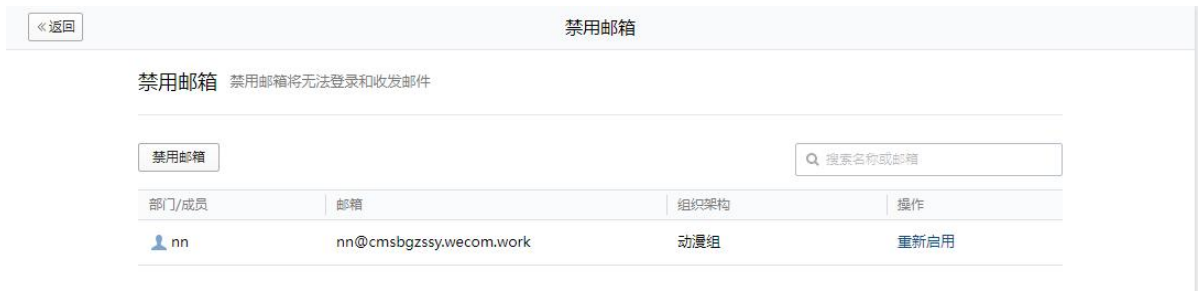 «返回 禁用邮箱
禁用邮箱 禁用邮箱将无法登录和收发邮件
禁用邮箱 搜索名称或邮箱
部门/成员 邮箱 组织架构 操作
nn nn@cmsbgzssy.wecom.work 动漫组 重新启用